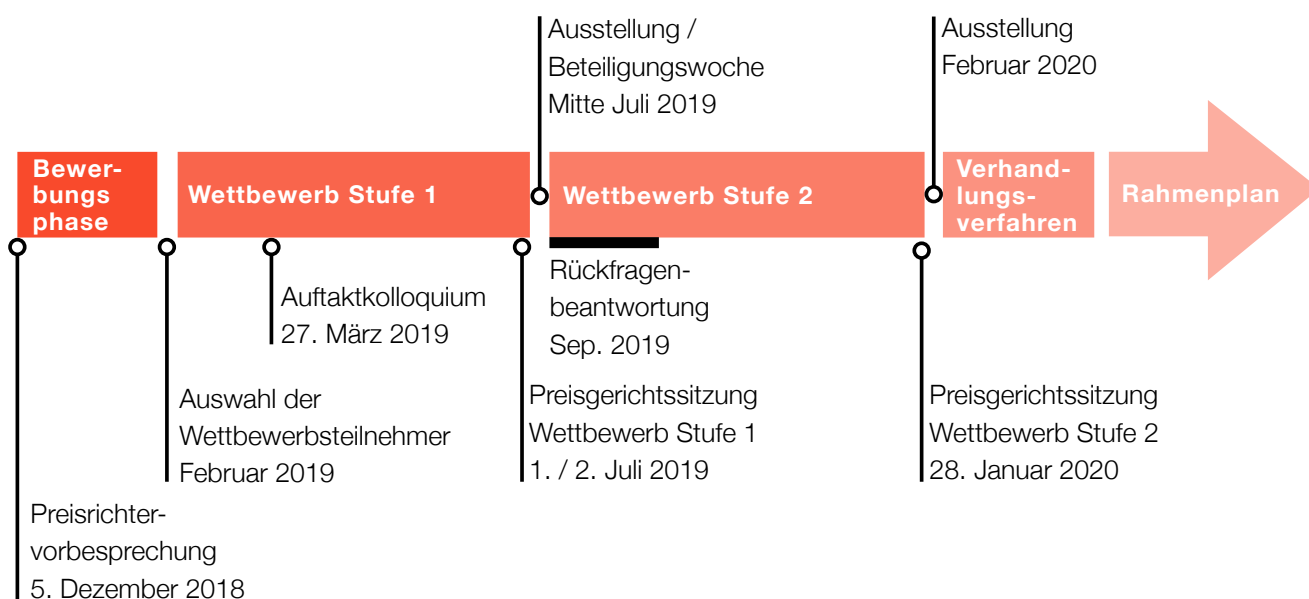 Ausstellung /
Beteiligungswoche
Mitte Juli 2019
Ausstellung
Februar 2020
Bewer-
bungs
phase
Wettbewerb Stufe 1
Wettbewerb Stufe 2
Verhand-
lungs-
verfahren
Rahmenplan
Auftaktkolloquium
27. März 2019
Rückfragen-
beantwortung
Sep. 2019
Auswahl der
Wettbewerbsteilnehmer
Februar 2019
Preisgerichtssitzung
Wettbewerb Stufe 1
1. / 2. Juli 2019
Preisgerichtssitzung
Wettbewerb Stufe 2
28. Januar 2020
Preisrichter-
vorbesprechung
5. Dezember 2018